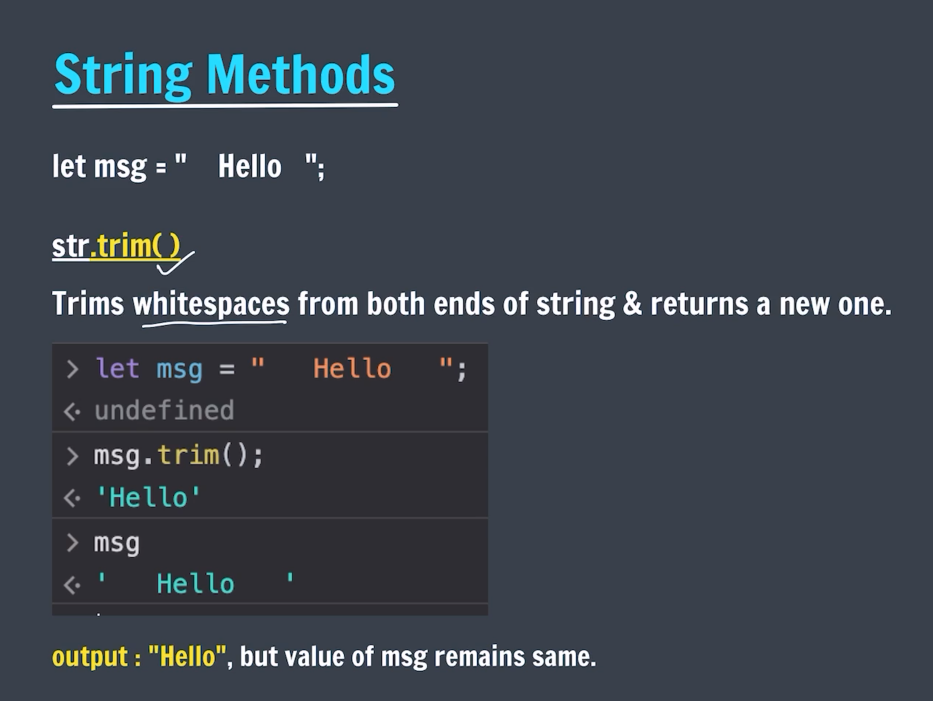 String Methods
let msg = "   Hello   ";
str.trim( )
Trims whitespaces from both ends of string & returns a new one.
> let msg = "   Hello   ";
<· undefined
> msg.trim();
<· 'Hello'
> msg
<· '   Hello   '
output : "Hello", but value of msg remains same.